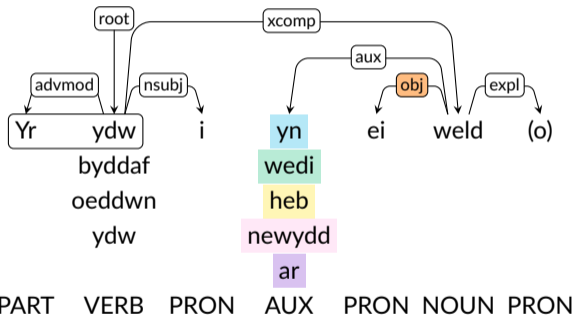 root
xcomp
aux
advmod nsubj obj expl
Yr ydw i yn ei weld (o)
byddaf wedi
oeddwn heb
ydw newydd
ar
PART VERB PRON AUX PRON NOUN PRON